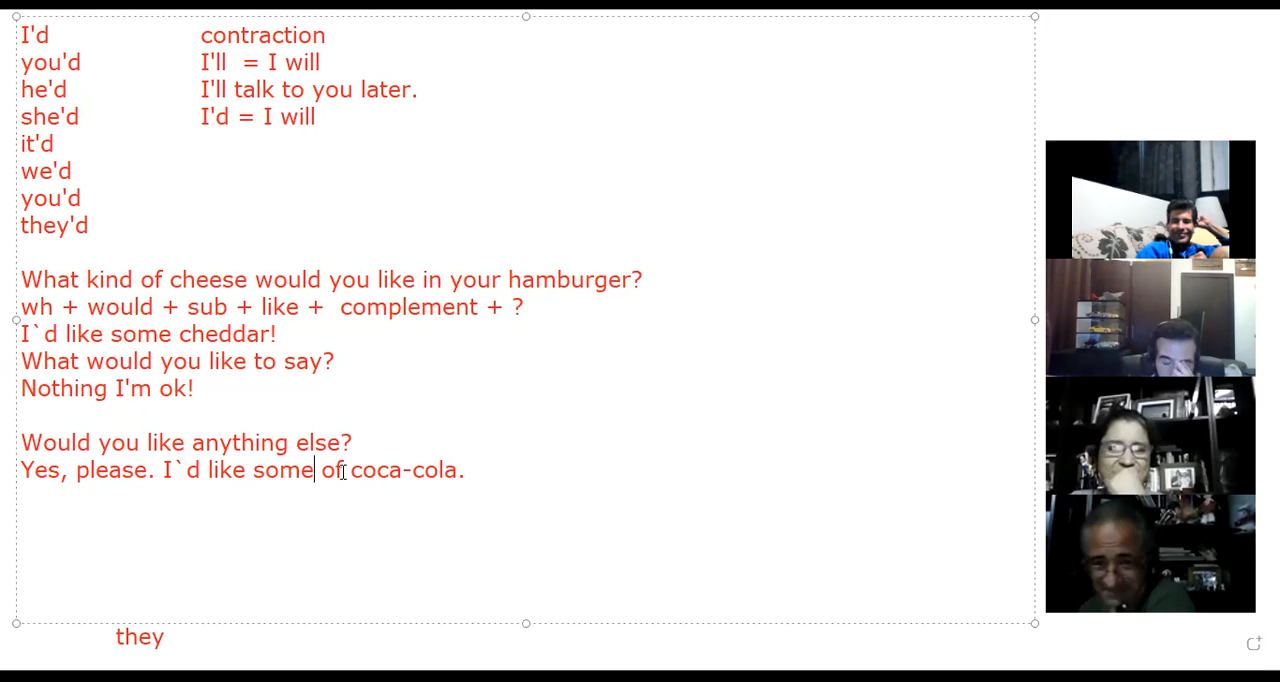 I'd contraction
you'd I'll = I will
he'd I'll talk to you later.
she'd I'd = I will
it'd
we'd
you'd
they'd
What kind of cheese would you like in your hamburger?
wh + would + sub + like + complement + ?
I`d like some cheddar!
What would you like to say?
Nothing I'm ok!
Would you like anything else?
Yes, please. I`d like some of coca-cola.
they